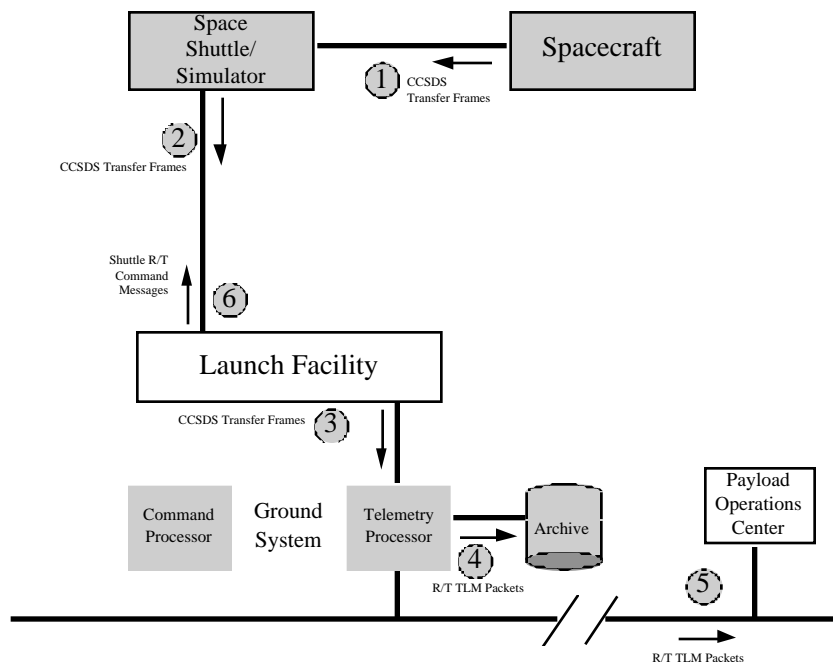 Space
Shuttle/
Simulator
Spacecraft
1
CCSDS
Transfer Frames
2
CCSDS Transfer Frames
Shuttle R/T
Command
Messages
6
Launch Facility
CCSDS Transfer Frames
3
Command
Processor
Ground
System
Telemetry
Processor
Archive
Payload
Operations
Center
4
R/T TLM Packets
5
R/T TLM Packets